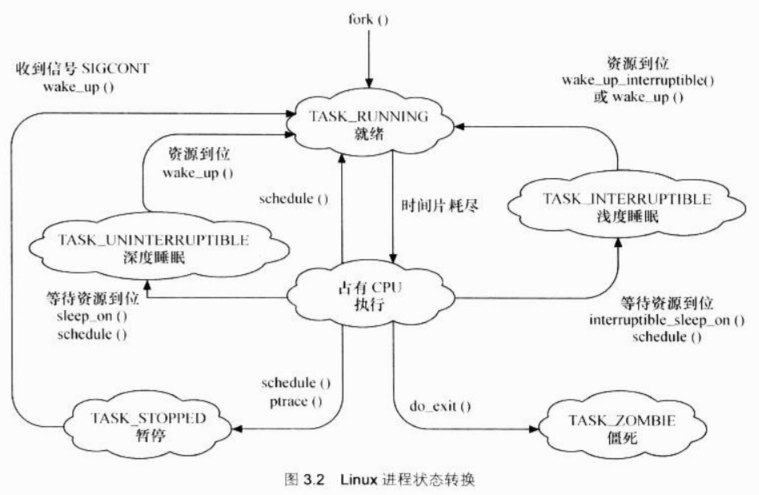 fork ()
收到信号 SIGCONT
wake_up ()
资源到位
wake_up_interruptible()
或 wake_up ()
TASK_RUNNING
就绪
资源到位
wake_up ()
schedule ()
时间片耗尽
TASK_INTERRUPTIBLE
浅度睡眠
TASK_UNINTERRUPTIBLE
深度睡眠
占有 CPU
执行
等待资源到位
sleep_on ()
schedule ()
等待资源到位
interruptible_sleep_on ()
schedule ()
schedule ()
ptrace ()
do_exit ()
TASK_STOPPED
暂停
TASK_ZOMBIE
僵死
图 3.2 Linux 进程状态转换